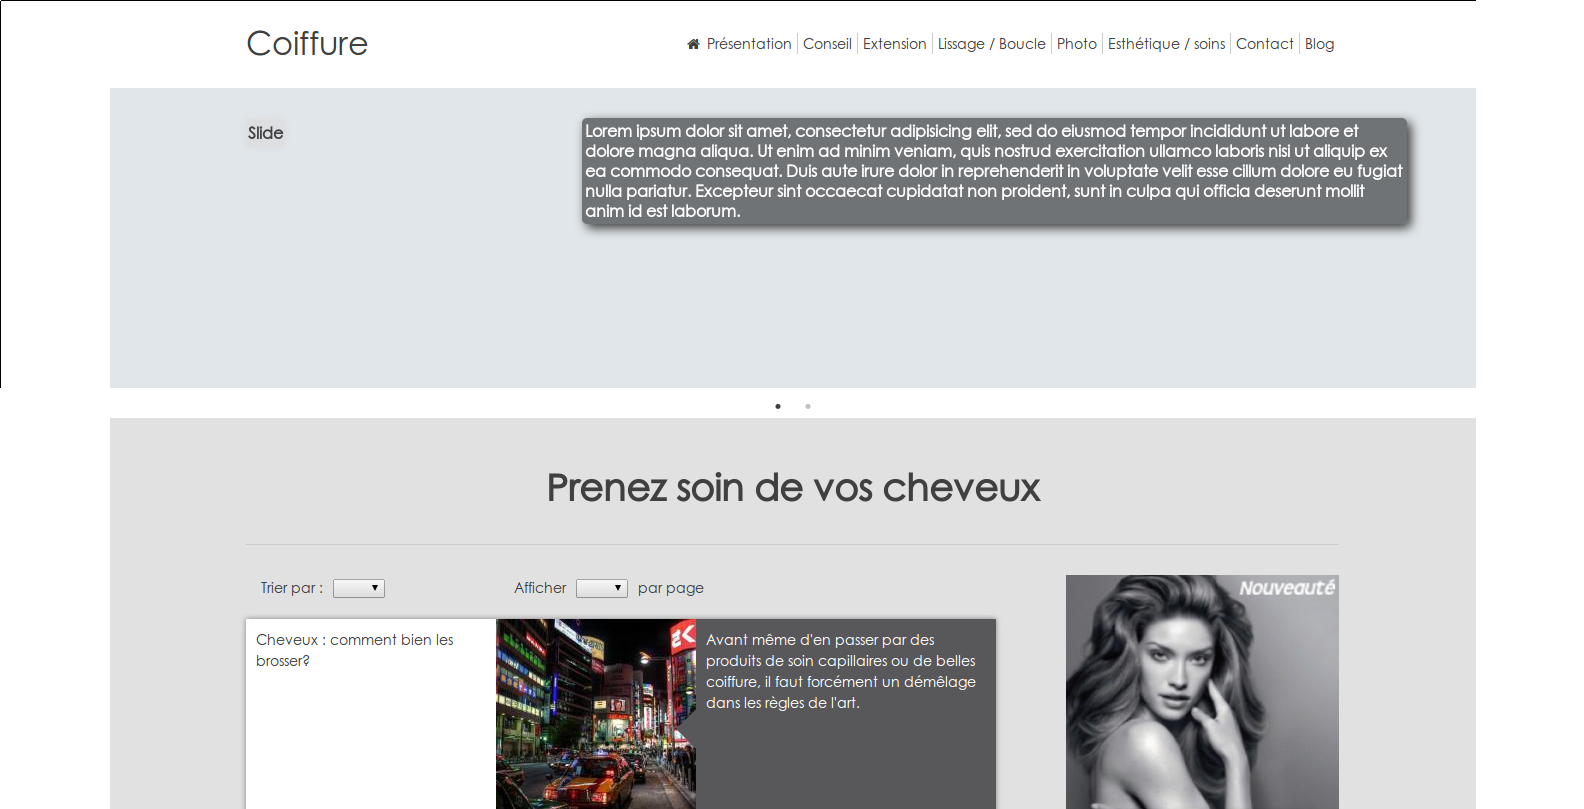 Coiffure
Présentation Conseil Extension Lissage / Boucle Photo Esthétique / soins Contact Blog
Slide
Lorem ipsum dolor sit amet, consectetur adipisicing elit, sed do eiusmod tempor incididunt ut labore et
dolore magna aliqua. Ut enim ad minim veniam, quis nostrud exercitation ullamco laboris nisi ut aliquip ex
ea commodo consequat. Duis aute irure dolor in reprehenderit in voluptate velit esse cillum dolore eu fugiat
nulla pariatur. Excepteur sint occaecat cupidatat non proident, sunt in culpa qui officia deserunt mollit
anim id est laborum.
Prenez soin de vos cheveux
Trier par :
Afficher par page
Nouveauté
Cheveux : comment bien les
brosser?
Avant même d'en passer par des
produits de soin capillaires ou de belles
coiffure, il faut forcément un démêlage
dans les règles de l'art.